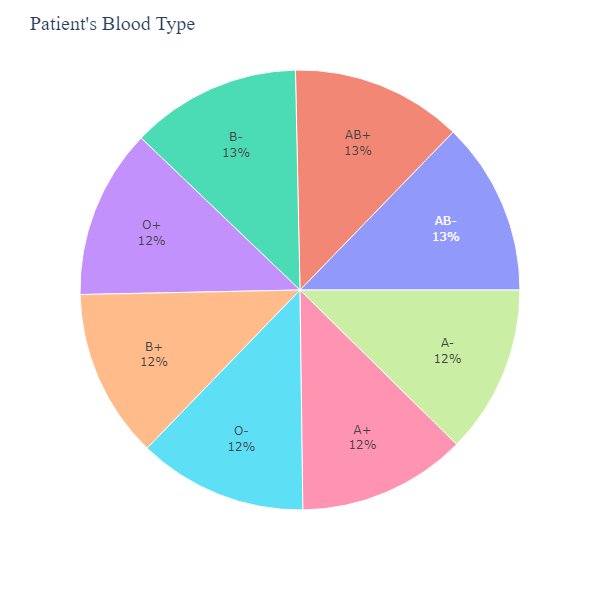 Patient's Blood Type
AB+
13%
B-
13%
AB-
13%
O+
12%
B+
12%
A-
12%
O-
12%
A+
12%